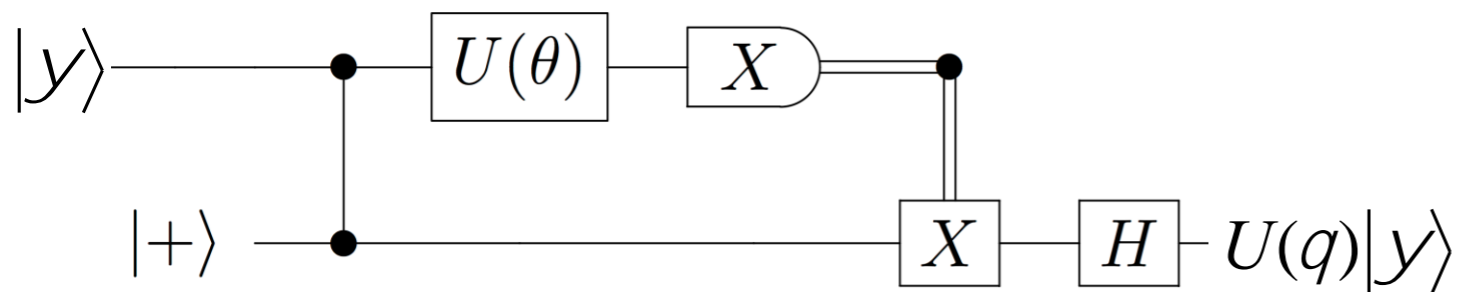 |y⟩ U(θ) X
|+⟩ X H U(q)|y⟩